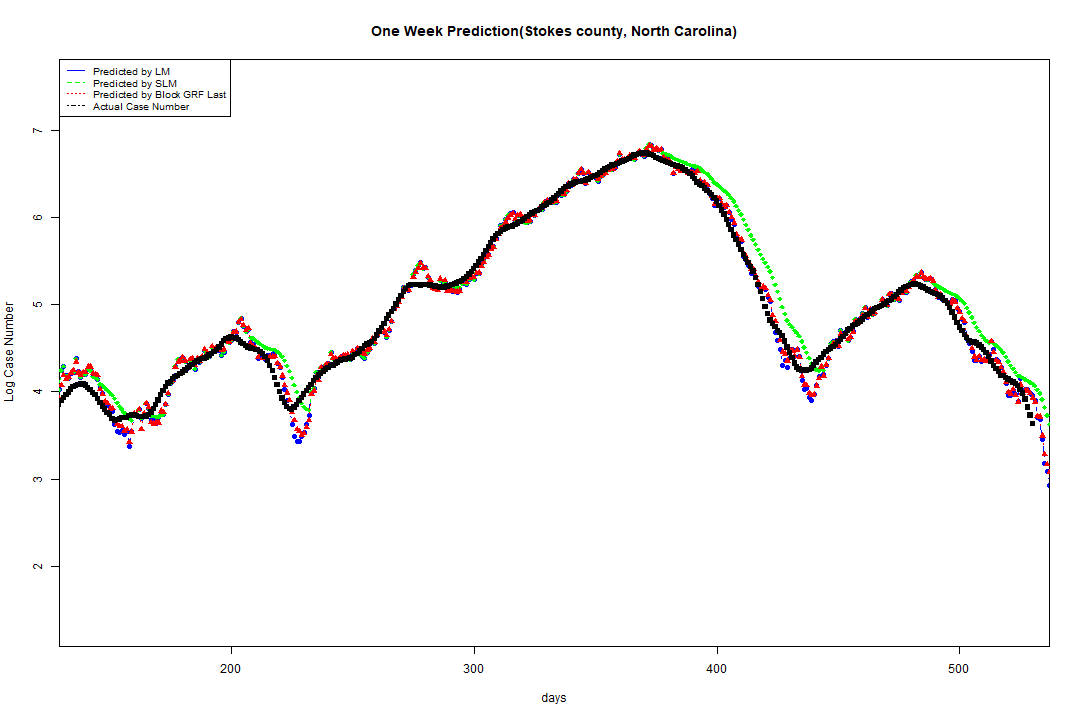 One Week Prediction(Stokes county, North Carolina)
Predicted by LM
Predicted by SLM
Predicted by Block GRF Last
Actual Case Number
7
6
5
4
3
2
Log Case Number
200 300 400 500
days